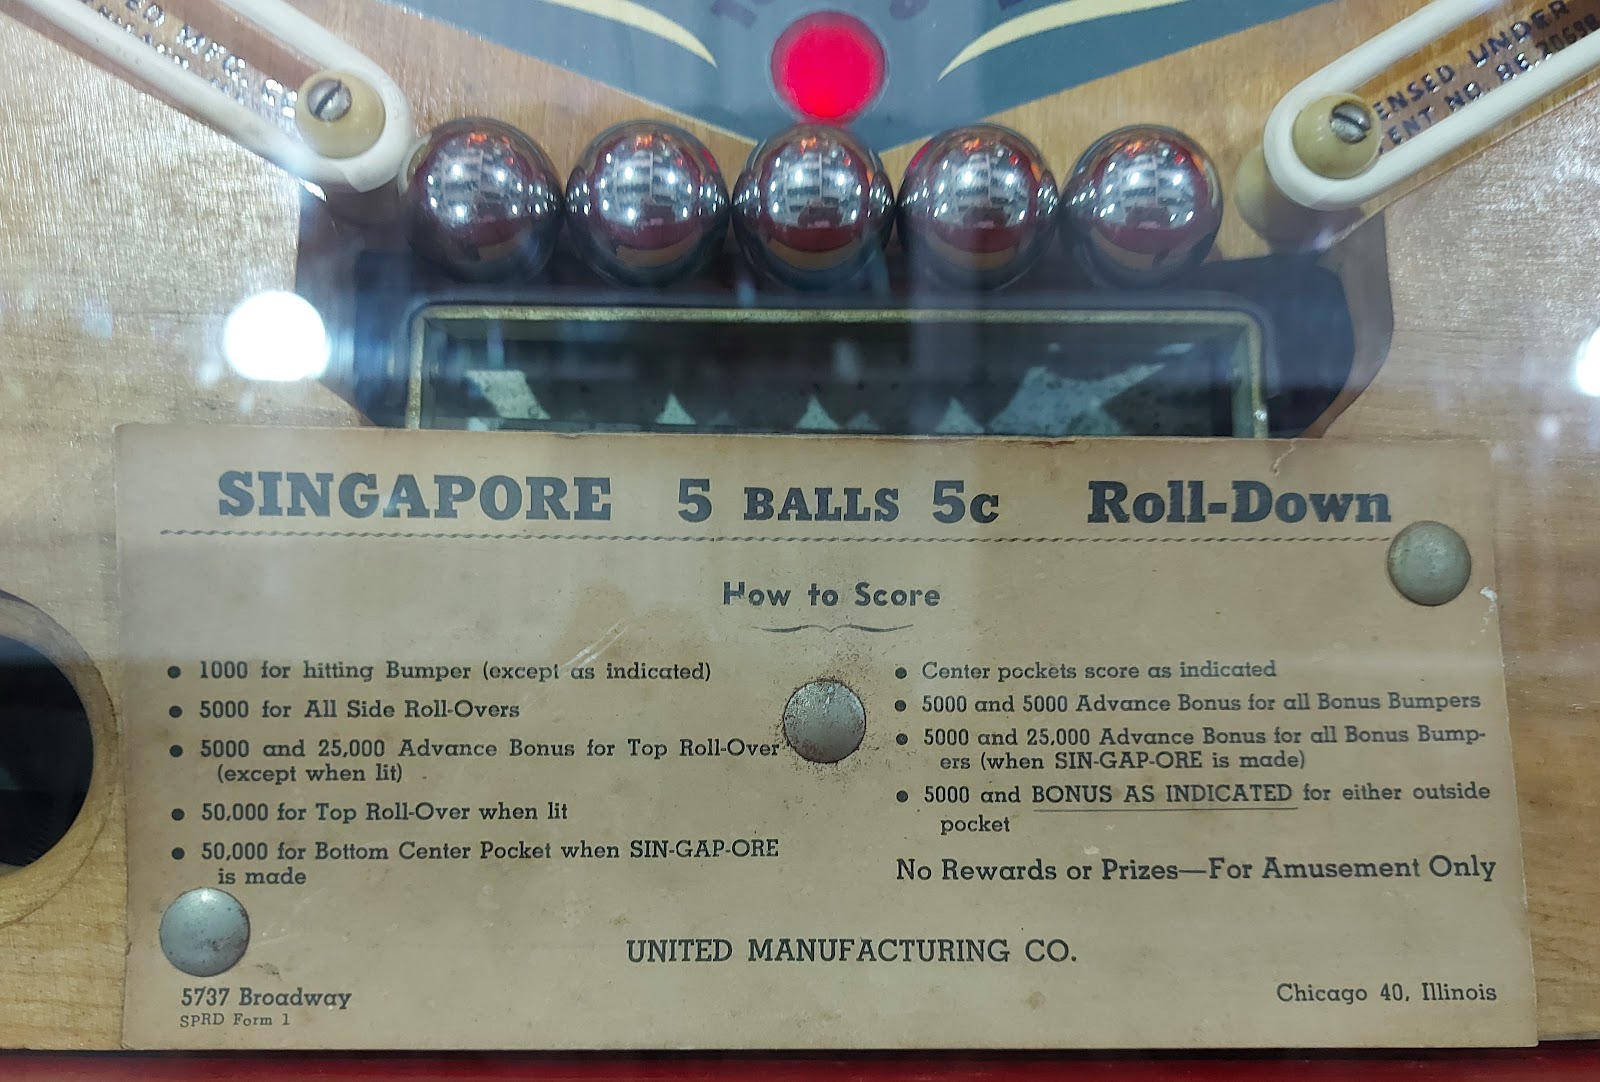 ENSED UNDER
ENT NO. RE.
SINGAPORE 5 BALLS 5c Roll-Down
How to Score
• 1000 for hitting Bumper (except as indicated)
• 5000 for All Side Roll-Overs
• 5000 and 25,000 Advance Bonus for Top Roll-Over
(except when lit)
• 50,000 for Top Roll-Over when lit
• 50,000 for Bottom Center Pocket when SIN-GAP-ORE
is made
• Center pockets score as indicated
• 5000 and 5000 Advance Bonus for all Bonus Bumpers
• 5000 and 25,000 Advance Bonus for all Bonus Bump-
ers (when SIN-GAP-ORE is made)
• 5000 and BONUS AS INDICATED for either outside
pocket
No Rewards or Prizes—For Amusement Only
UNITED MANUFACTURING CO.
5737 Broadway
SPRD Form 1
Chicago 40, Illinois